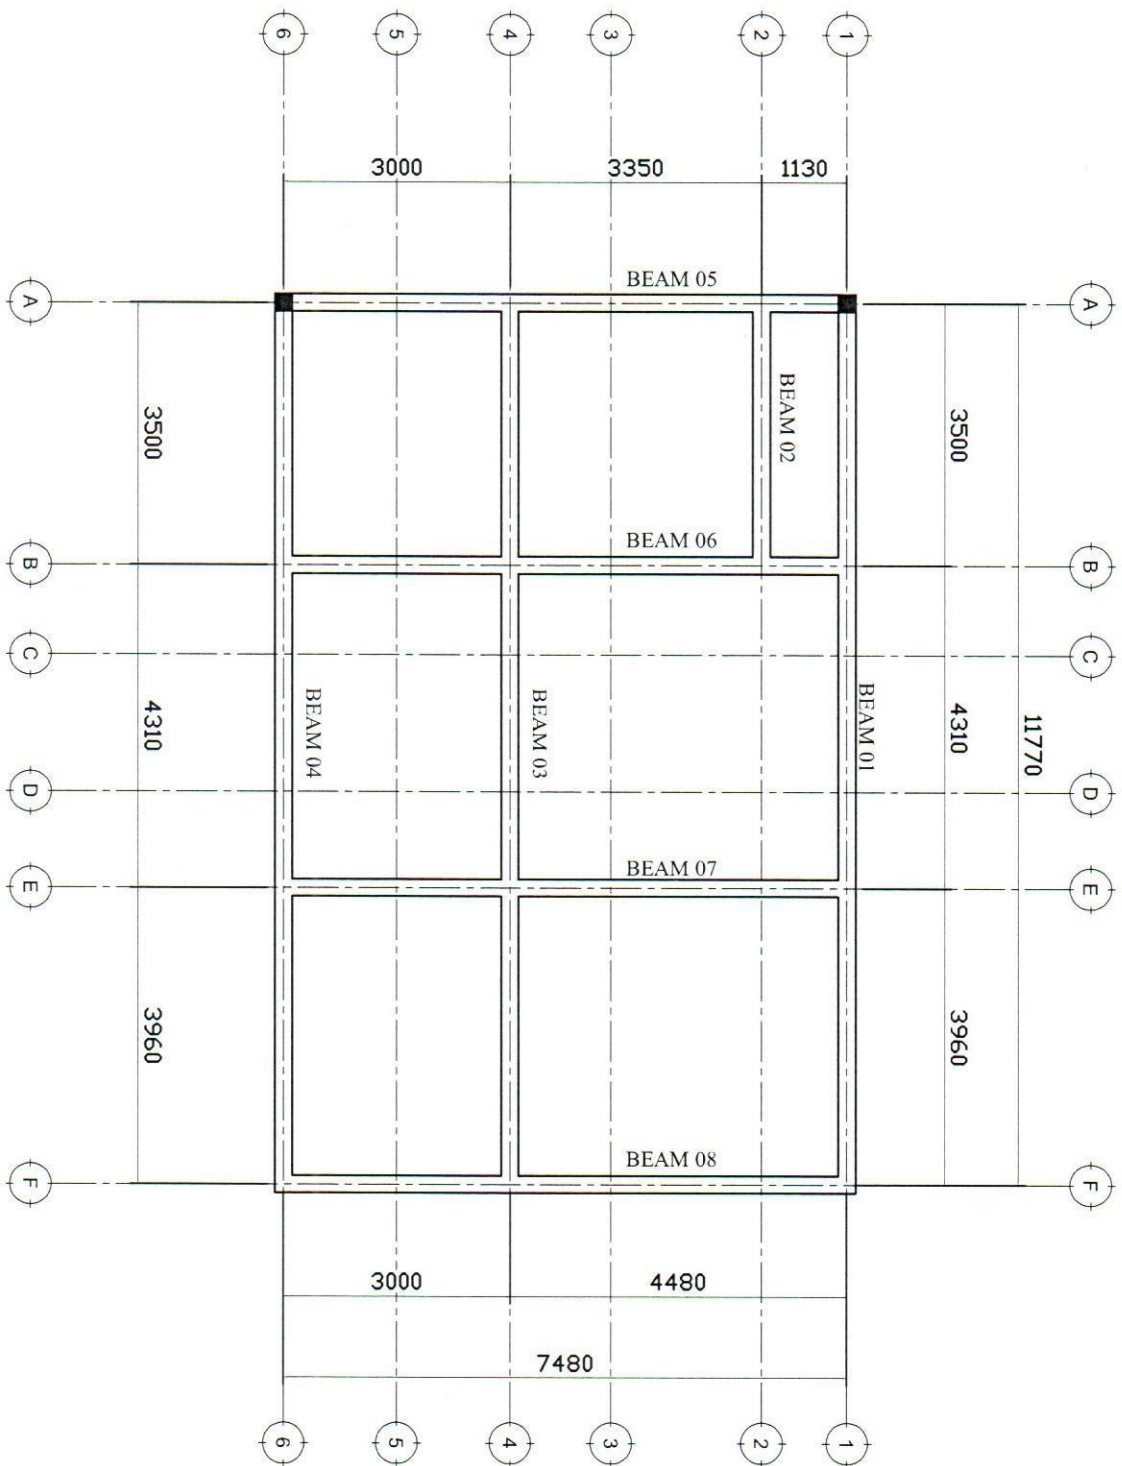 6 5 4 3 2 1
3000 3350 1130
BEAM 05
A A
3500 3500
BEAM 02
BEAM 06
B B
C C
4310 BEAM 04 BEAM 03 BEAM 01 4310 11770
D D
BEAM 07
E E
3960 3960
BEAM 08
F F
3000 4480
7480
6 5 4 3 2 1